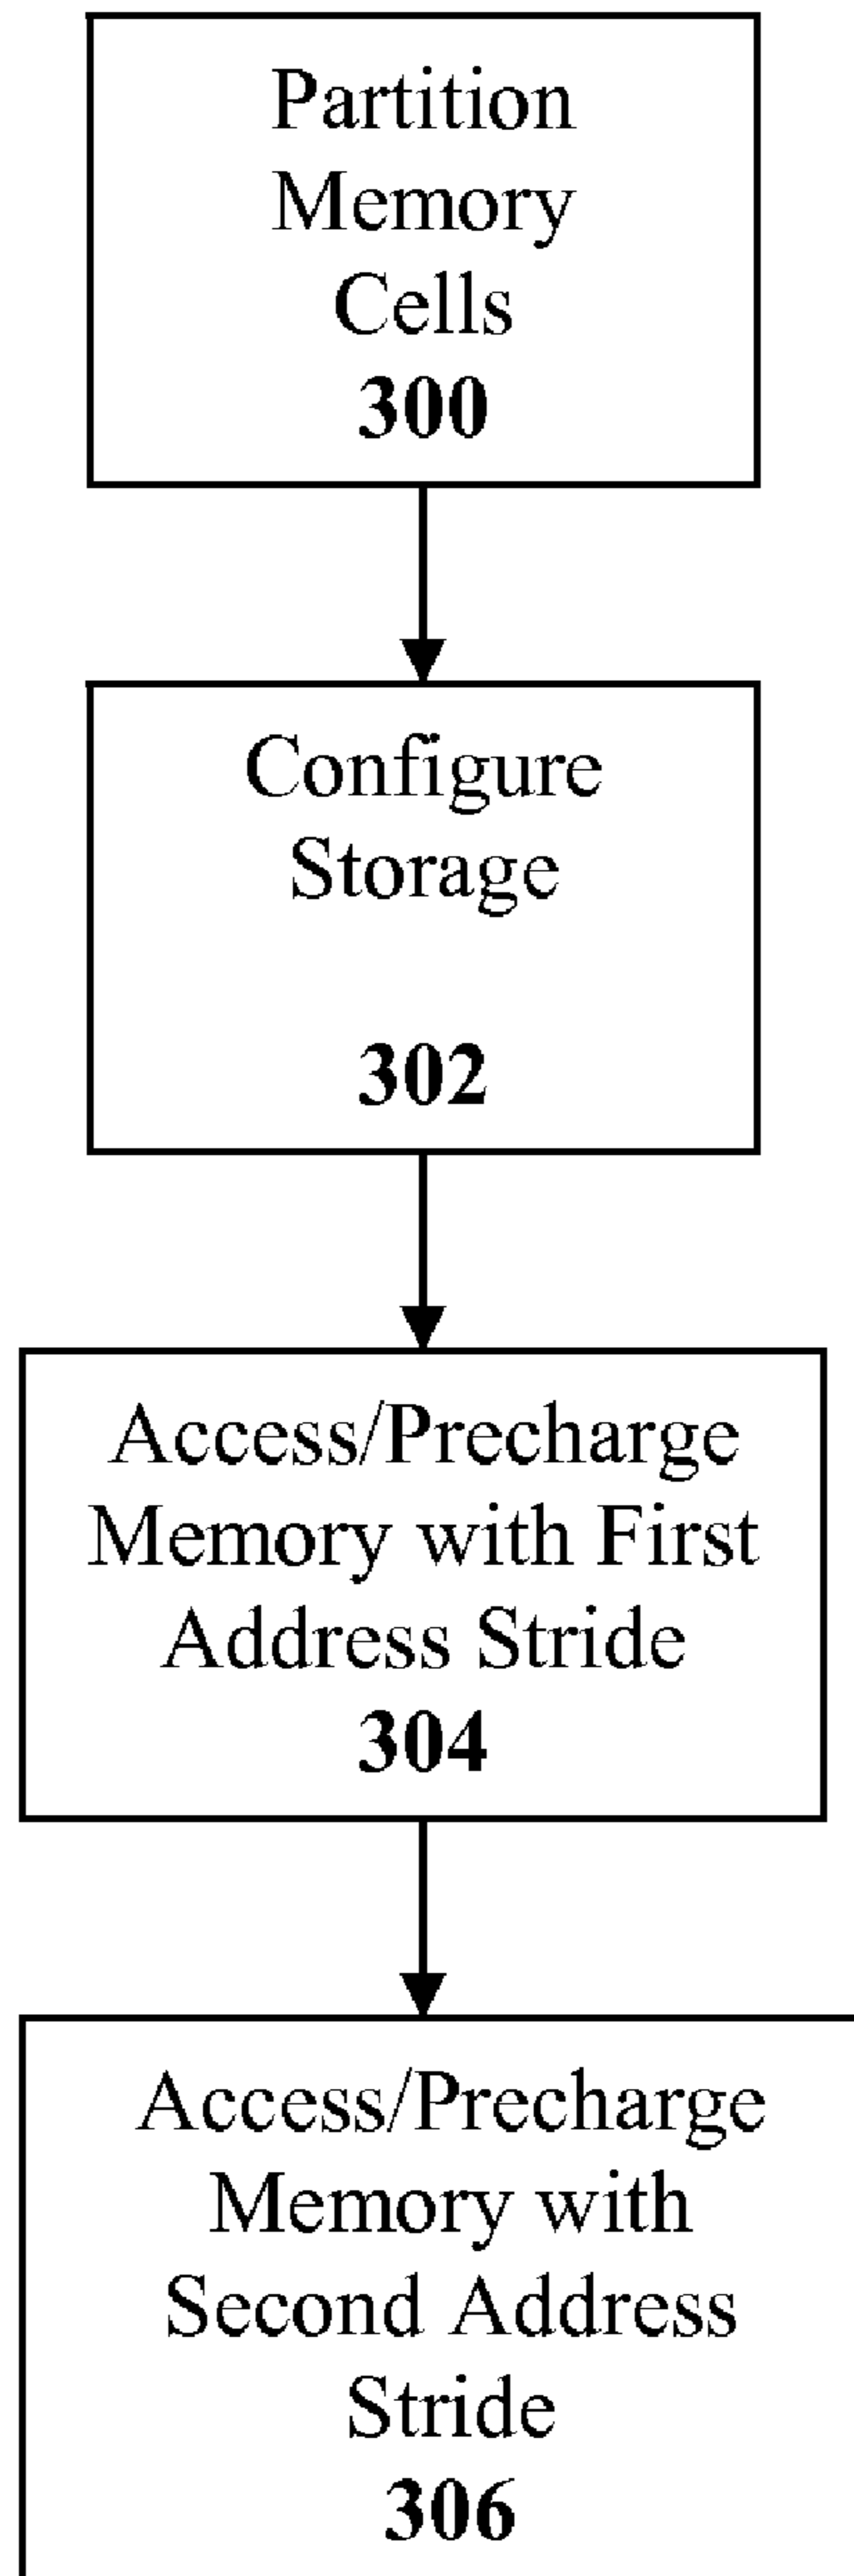 Partition
Memory
Cells
300
Configure
Storage
302
Access/Precharge
Memory with First
Address Stride
304
Access/Precharge
Memory with
Second Address
Stride
306